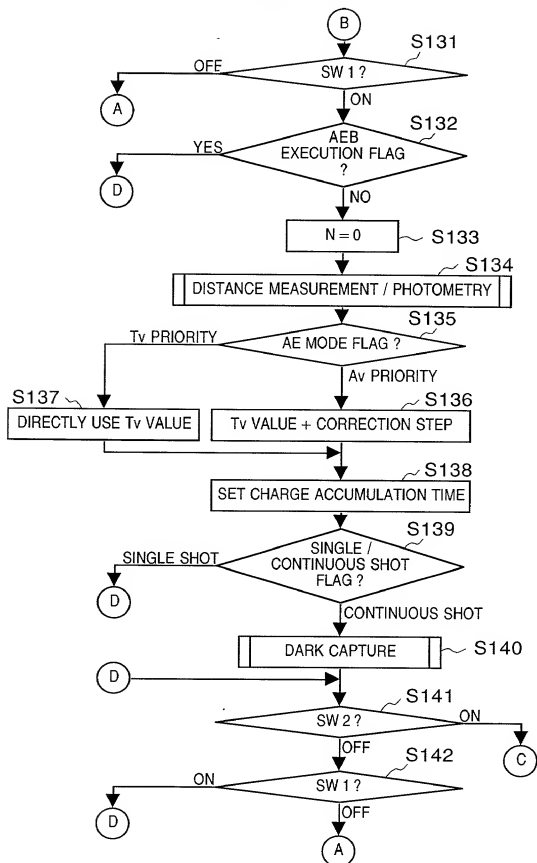 B
S131
OFF
SW 1 ?
A
ON
S132
AEB
YES
EXECUTION FLAG
?
D
NO
N = 0
S133
S134
DISTANCE MEASUREMENT / PHOTOMETRY
S135
Tv PRIORITY
AE MODE FLAG ?
Av PRIORITY
S137
S136
DIRECTLY USE Tv VALUE
Tv VALUE + CORRECTION STEP
S138
SET CHARGE ACCUMULATION TIME
S139
SINGLE SHOT
SINGLE /
CONTINUOUS SHOT
FLAG ?
D
CONTINUOUS SHOT
DARK CAPTURE
S140
D
S141
SW 2 ?
ON
OFF
C
S142
ON
SW 1 ?
D
OFF
A